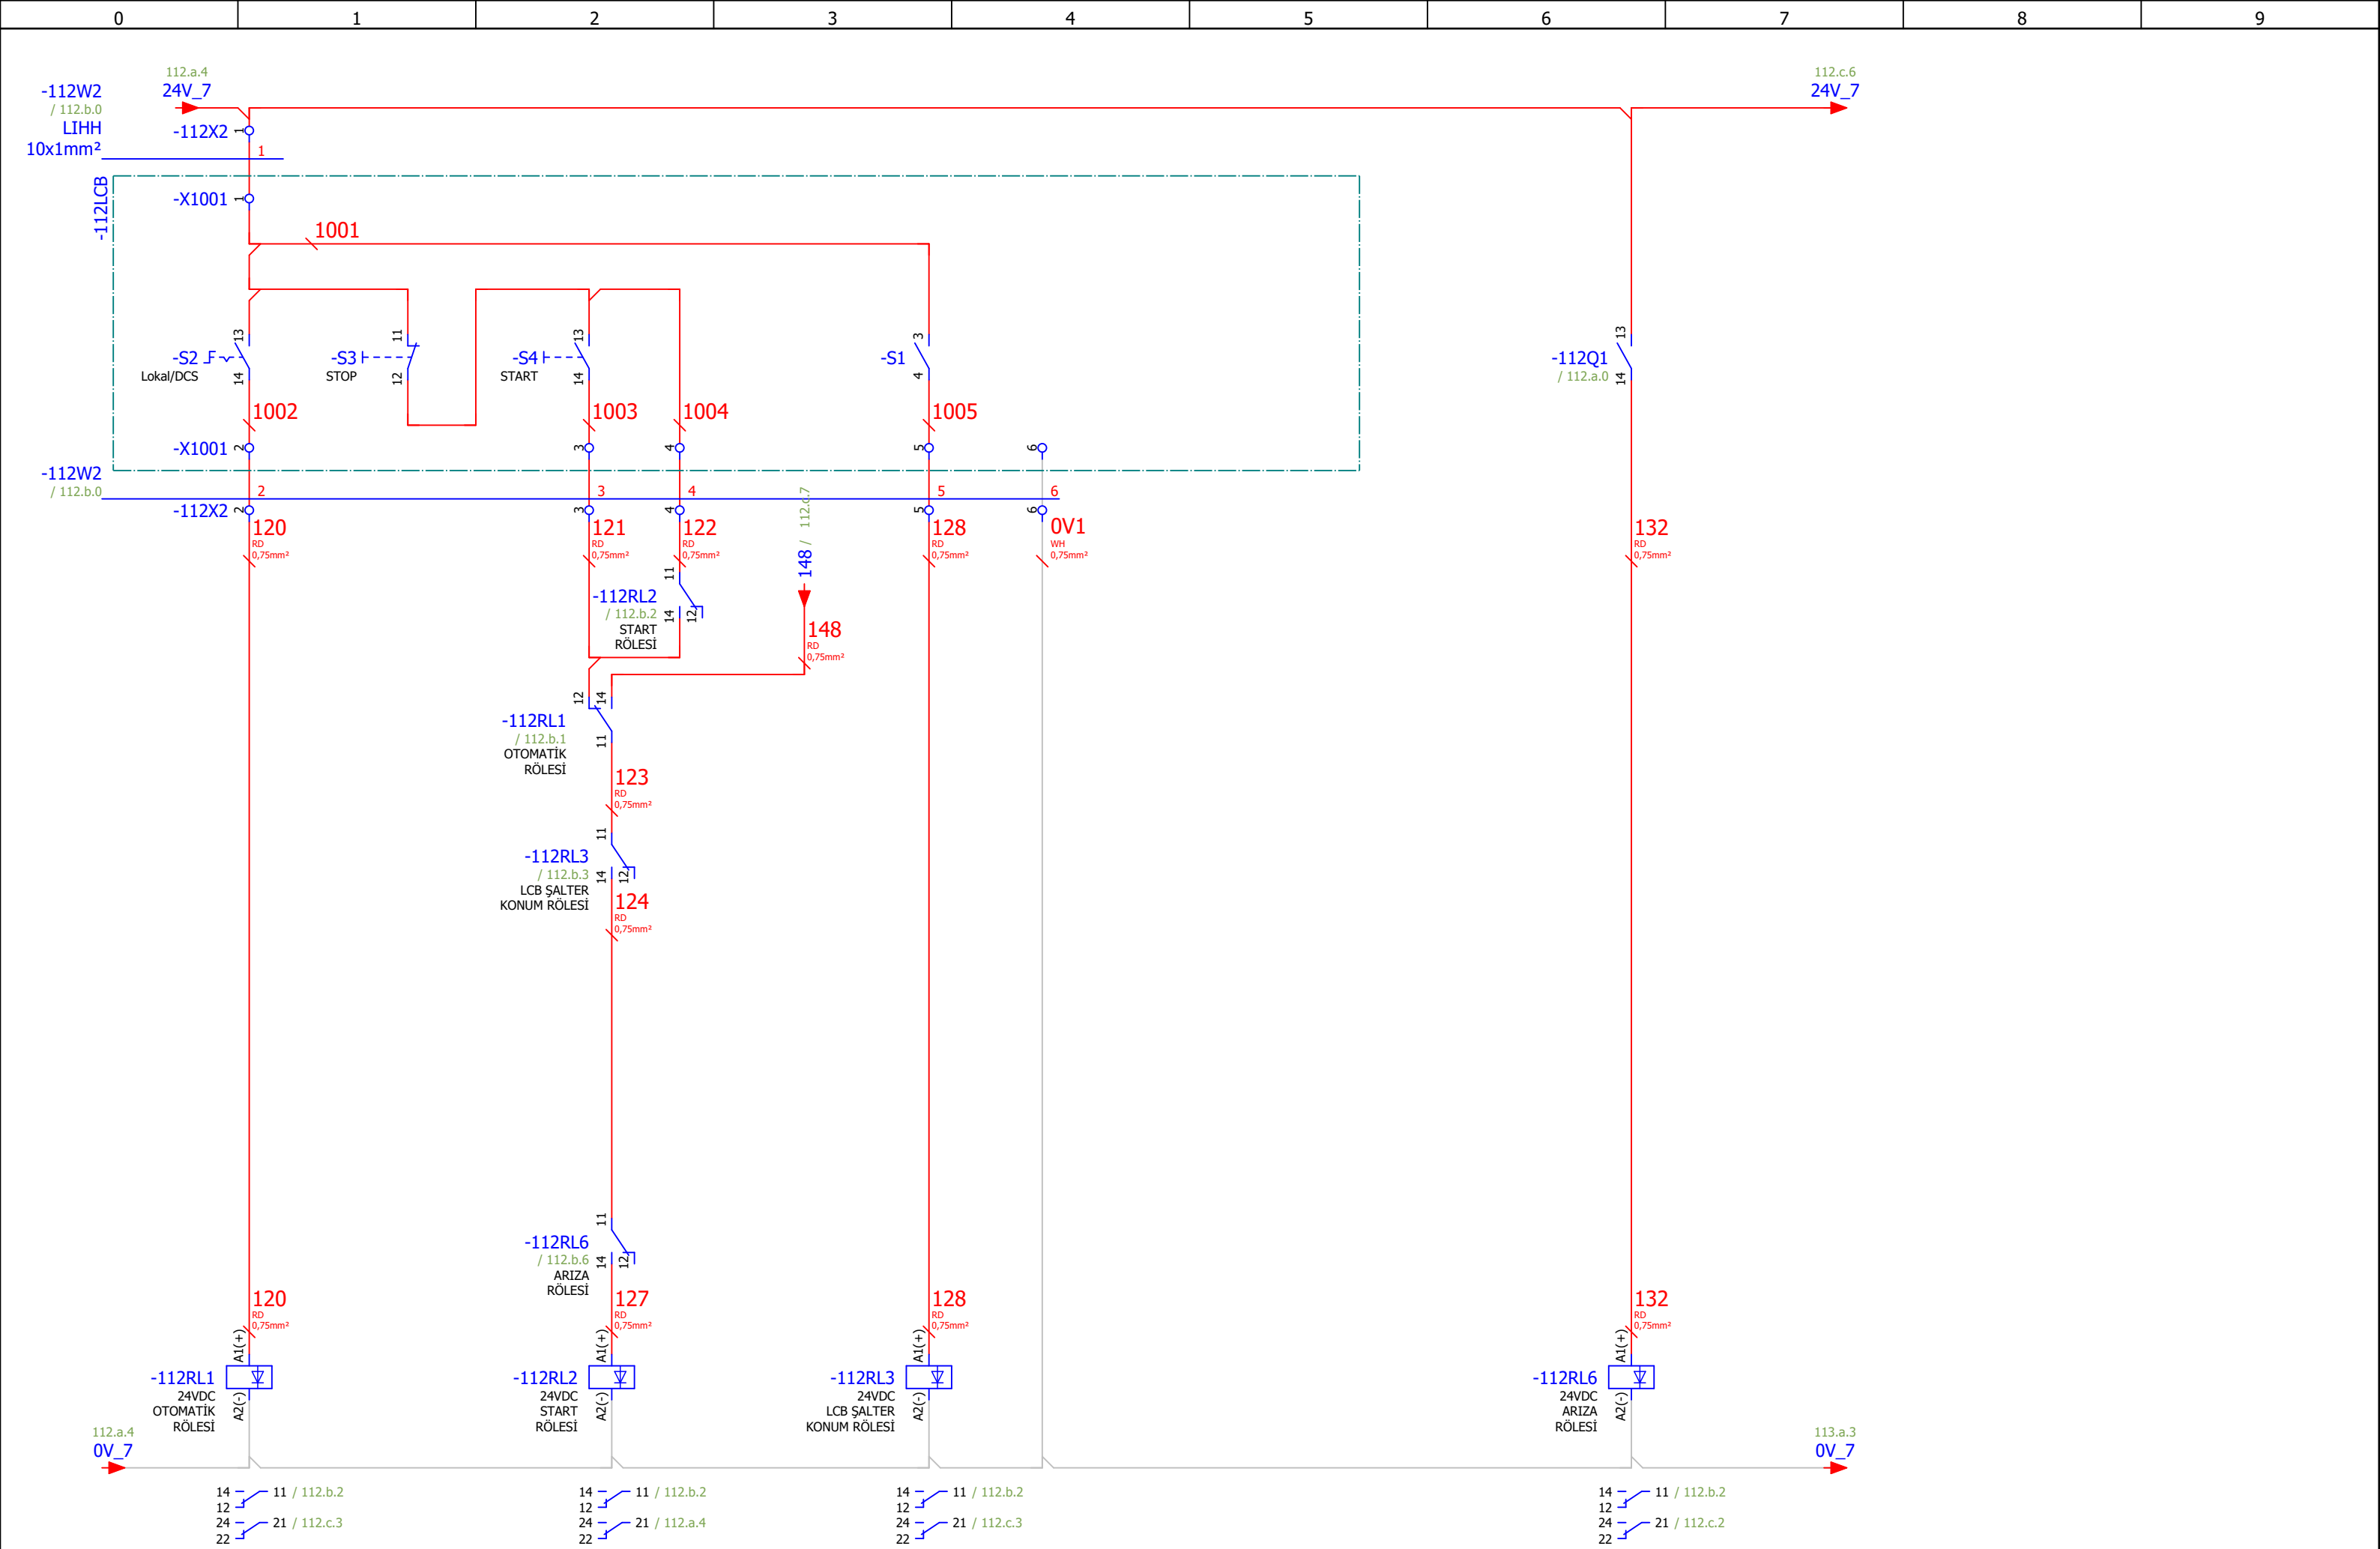 0 1 2 3 4 5 6 7 8 9
112.a.4
24V_7
112.c.6
24V_7
-112W2
/ 112.b.0
LIHH
10x1mm²
-112X2 1
1
-112LCB
-X1001 1
1001
-S2 13 14
Lokal/DCS
-S3 11 12
STOP
-S4 13 14
START
-S1 3 4
-112Q1 13 14
/ 112.a.0
1002 1003 1004 1005
-X1001 2 3 4 5 6
-112W2
/ 112.b.0
2 3 4 5 6
-112X2 2 3 4 5 6
120
RD
0,75mm²
121
RD
0,75mm²
122
RD
0,75mm²
148 / 112.c.7
128
RD
0,75mm²
0V1
WH
0,75mm²
132
RD
0,75mm²
-112RL2 11 14 12
/ 112.b.2
START
RÖLESİ
148
RD
0,75mm²
-112RL1 12 14 11
/ 112.b.1
OTOMATİK
RÖLESİ
123
RD
0,75mm²
-112RL3 11 14 12
/ 112.b.3
LCB ŞALTER
KONUM RÖLESİ
124
RD
0,75mm²
-112RL6 11 14 12
/ 112.b.6
ARIZA
RÖLESİ
120
RD
0,75mm²
127
RD
0,75mm²
128
RD
0,75mm²
132
RD
0,75mm²
-112RL1 A1(+) A2(-)
24VDC
OTOMATİK
RÖLESİ
-112RL2 A1(+) A2(-)
24VDC
START
RÖLESİ
-112RL3 A1(+) A2(-)
24VDC
LCB ŞALTER
KONUM RÖLESİ
-112RL6 A1(+) A2(-)
24VDC
ARIZA
RÖLESİ
112.a.4
0V_7
113.a.3
0V_7
14 11 / 112.b.2
12
24 21 / 112.c.3
22
14 11 / 112.b.2
12
24 21 / 112.a.4
22
14 11 / 112.b.2
12
24 21 / 112.c.3
22
14 11 / 112.b.2
12
24 21 / 112.c.2
22